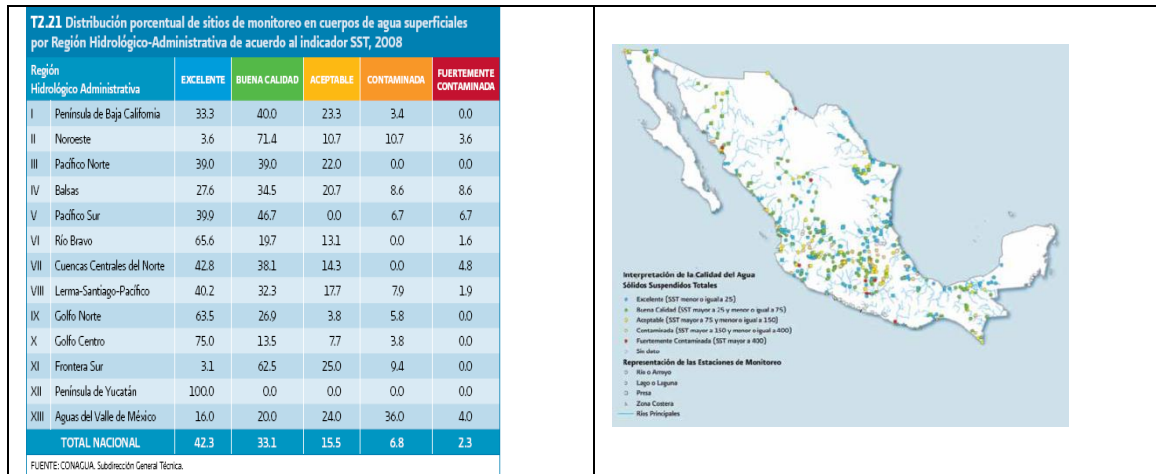 T2.21 Distribución porcentual de sitios de monitoreo en cuerpos de agua superficiales
por Región Hidrológico-Administrativa de acuerdo al indicador SST, 2008
Región
Hidrológico Administrativa EXCELENTE BUENA CALIDAD ACEPTABLE CONTAMINADA FUERTEMENTE CONTAMINADA
I Península de Baja California 33.3 40.0 23.3 3.4 0.0
II Noroeste 3.6 71.4 10.7 10.7 3.6
III Pacífico Norte 39.0 39.0 22.0 0.0 0.0
IV Balsas 27.6 34.5 20.7 8.6 8.6
V Pacífico Sur 39.9 46.7 0.0 6.7 6.7
VI Río Bravo 65.6 19.7 13.1 0.0 1.6
VII Cuencas Centrales del Norte 42.8 38.1 14.3 0.0 4.8
VIII Lerma-Santiago-Pacífico 40.2 32.3 17.7 7.9 1.9
IX Golfo Norte 63.5 26.9 3.8 5.8 0.0
X Golfo Centro 75.0 13.5 7.7 3.8 0.0
XI Frontera Sur 3.1 62.5 25.0 9.4 0.0
XII Península de Yucatán 100.0 0.0 0.0 0.0 0.0
XIII Aguas del Valle de México 16.0 20.0 24.0 36.0 4.0
TOTAL NACIONAL 42.3 33.1 15.5 6.8 2.3
FUENTE: CONAGUA. Subdirección General Técnica.
Interpretación de la Calidad del Agua
Sólidos Suspendidos Totales
Excelente (SST menor o igual a 25)
Buena Calidad (SST mayor a 25 y menor o igual a 75)
Aceptable (SST mayor a 75 y menor o igual a 150)
Contaminada (SST mayor a 150 y menor o igual a 400)
Fuertemente Contaminada (SST mayor a 400)
Sin dato
Representación de las Estaciones de Monitoreo
Río o Arroyo
Lago o Laguna
Presa
Zona Costera
Ríos Principales